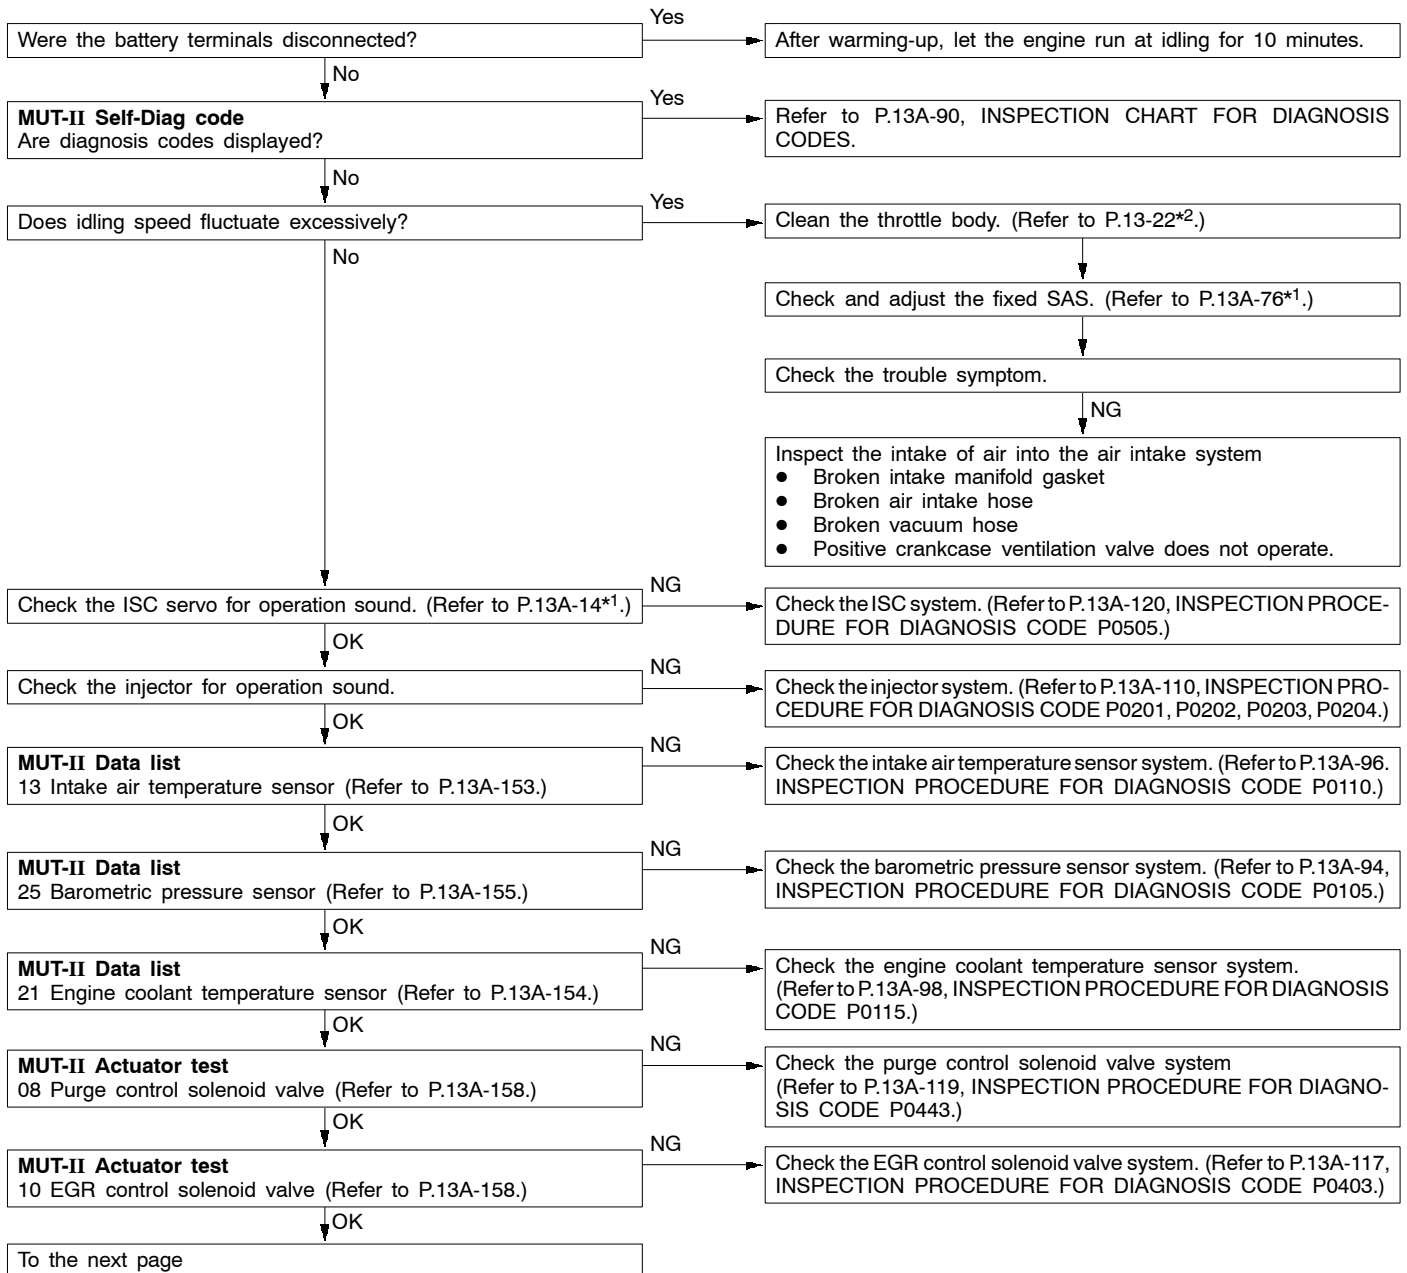 Were the battery terminals disconnected?
Yes
After warming-up, let the engine run at idling for 10 minutes.
No
MUT-II Self-Diag code
Are diagnosis codes displayed?
Yes
Refer to P.13A-90, INSPECTION CHART FOR DIAGNOSIS
CODES.
No
Does idling speed fluctuate excessively?
Yes
Clean the throttle body. (Refer to P.13-22*2.)
No
Check and adjust the fixed SAS. (Refer to P.13A-76*1.)
Check the trouble symptom.
NG
Inspect the intake of air into the air intake system
● Broken intake manifold gasket
● Broken air intake hose
● Broken vacuum hose
● Positive crankcase ventilation valve does not operate.
Check the ISC servo for operation sound. (Refer to P.13A-14*1.)
NG
Check the ISC system. (Refer to P.13A-120, INSPECTION PROCE-
DURE FOR DIAGNOSIS CODE P0505.)
OK
Check the injector for operation sound.
NG
Check the injector system. (Refer to P.13A-110, INSPECTION PRO-
CEDURE FOR DIAGNOSIS CODE P0201, P0202, P0203, P0204.)
OK
MUT-II Data list
13 Intake air temperature sensor (Refer to P.13A-153.)
NG
Check the intake air temperature sensor system. (Refer to P.13A-96.
INSPECTION PROCEDURE FOR DIAGNOSIS CODE P0110.)
OK
MUT-II Data list
25 Barometric pressure sensor (Refer to P.13A-155.)
NG
Check the barometric pressure sensor system. (Refer to P.13A-94,
INSPECTION PROCEDURE FOR DIAGNOSIS CODE P0105.)
OK
MUT-II Data list
21 Engine coolant temperature sensor (Refer to P.13A-154.)
NG
Check the engine coolant temperature sensor system.
(Refer to P.13A-98, INSPECTION PROCEDURE FOR DIAGNOSIS
CODE P0115.)
OK
MUT-II Actuator test
08 Purge control solenoid valve (Refer to P.13A-158.)
NG
Check the purge control solenoid valve system
(Refer to P.13A-119, INSPECTION PROCEDURE FOR DIAGNO-
SIS CODE P0443.)
OK
MUT-II Actuator test
10 EGR control solenoid valve (Refer to P.13A-158.)
NG
Check the EGR control solenoid valve system. (Refer to P.13A-117,
INSPECTION PROCEDURE FOR DIAGNOSIS CODE P0403.)
OK
To the next page